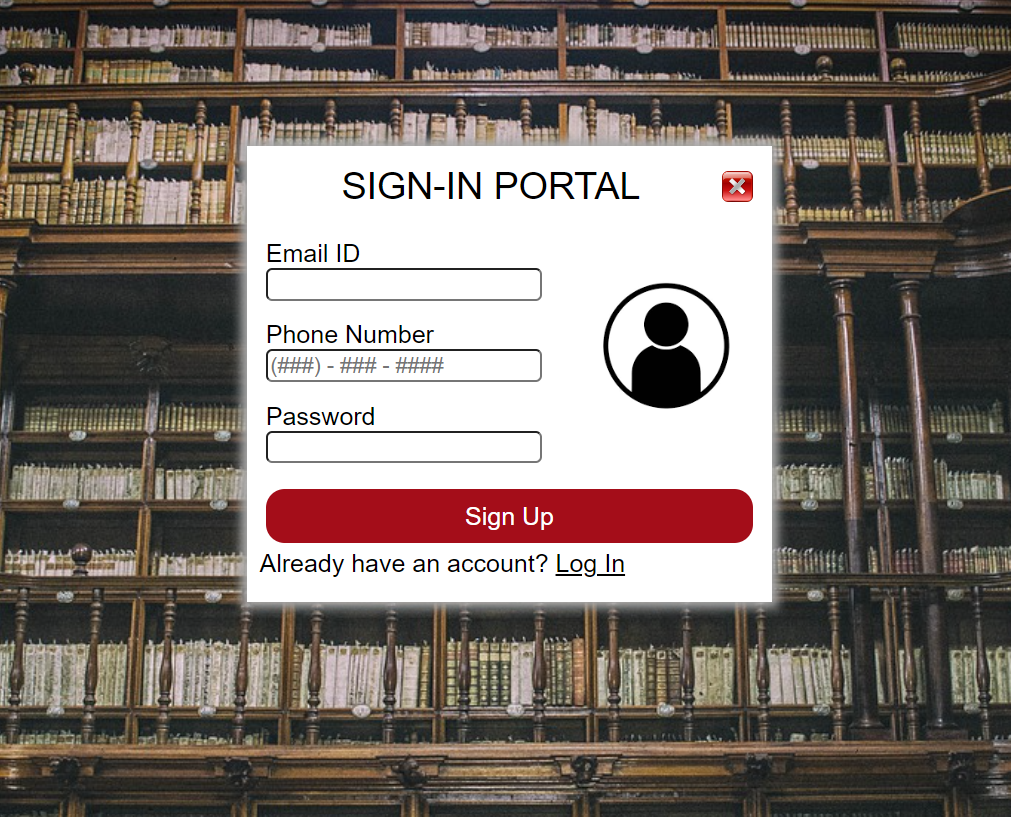 SIGN-IN PORTAL
Email ID
Phone Number
(###) - ### - ####
Password
Sign Up
Already have an account? Log In